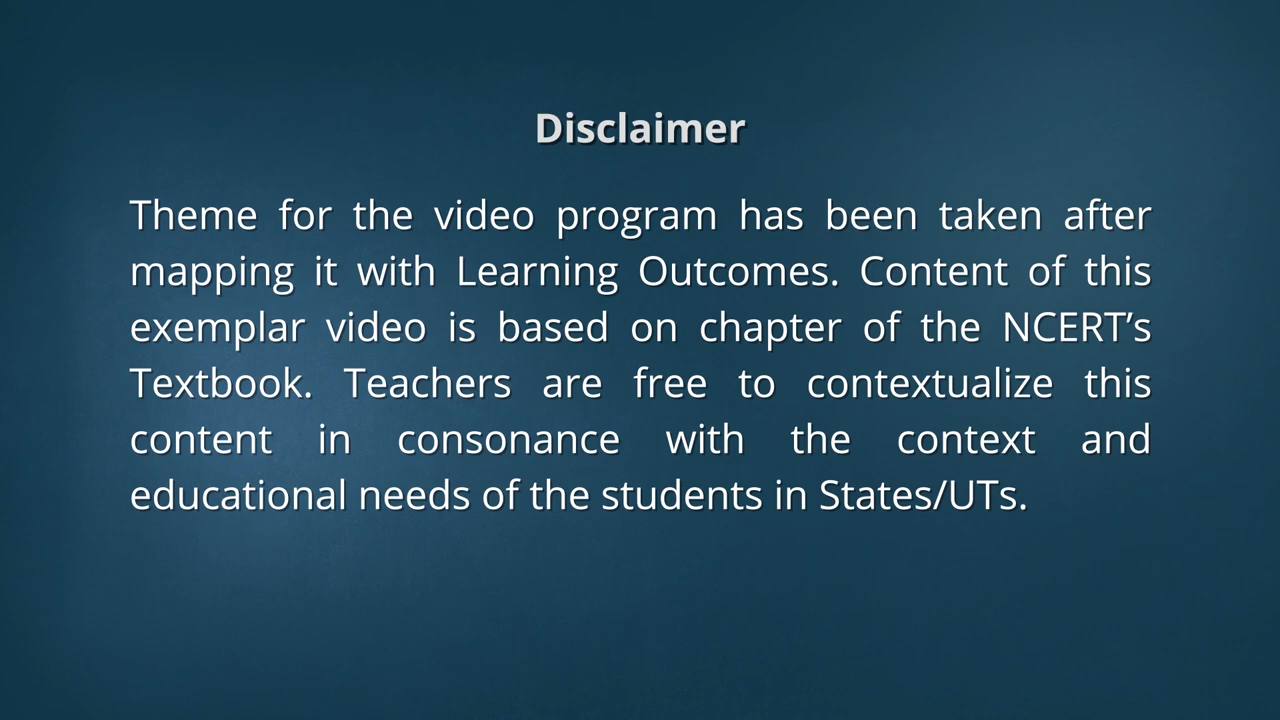 Disclaimer
Theme for the video program has been taken after
mapping it with Learning Outcomes. Content of this
exemplar video is based on chapter of the NCERT’s
Textbook. Teachers are free to contextualize this
content in consonance with the context and
educational needs of the students in States/UTs.